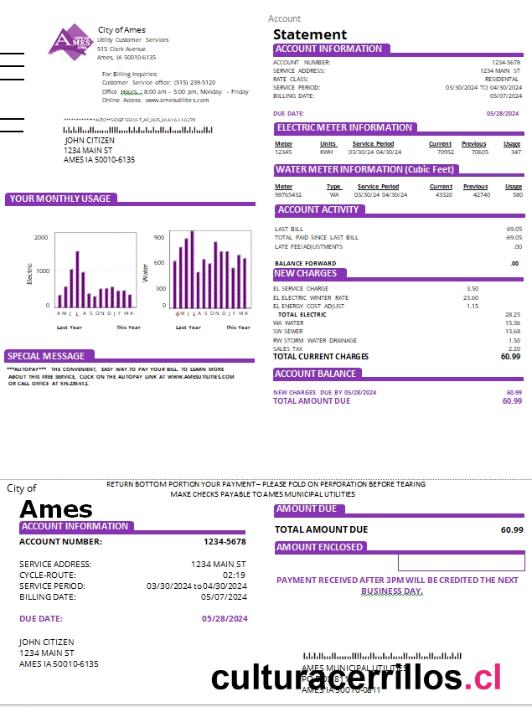 City of Ames
Utility Customer Services
515 Clark Avenue
Ames, IA 50010-6135
For Billing Inquiries:
Customer Service office: (515) 239-5120
Office Hours: 8:00 am – 5:00 pm, Monday – Friday
Online Access: www.amesutilities.com
JOHN CITIZEN
1234 MAIN ST
AMES IA 50010-6135
Account
Statement
ACCOUNT INFORMATION
ACCOUNT NUMBER: 1234-5678
SERVICE ADDRESS: 1234 MAIN ST
RATE CLASS: RESIDENTAL
SERVICE PERIOD: 03/30/2024 TO 04/30/24
BILLING DATE: 05/07/2024
DUE DATE: 05/28/2024
ELECTRIC METER INFORMATION
Meter Units Service Period Current Previous Usage
12345 KWH 03/30/24 04/30/24 70952 70605 347
WATER METER INFORMATION (Cubic Feet)
Meter Type Service Period Current Previous Usage
98765432 WA 03/30/24 04/30/24 43320 42740 580
ACCOUNT ACTIVITY
LAST BILL 69.05
TOTAL PAID SINCE LAST BILL 69.05
LATE FEE/ADJUSTMENTS .00
BALANCE FORWARD .00
NEW CHARGES
EL SERVICE CHARGE 3.50
EL ELECTRIC WINTER RATE 23.60
EL ENERGY COST ADJUST 1.15
TOTAL ELECTRIC 28.25
WA WATER 15.36
SW SEWER 13.68
RW STORM WATER DRAINAGE 1.50
SALES TAX 2.20
TOTAL CURRENT CHARGES 60.99
ACCOUNT BALANCE
NEW CHARGES DUE BY 05/28/2024 60.99
TOTAL AMOUNT DUE 60.99
YOUR MONTHLY USAGE
Electric
2000
1000
0
A M J J A S O N D J F M A
Last Year This Year
Water
900
600
300
0
A M J J A S O N D J F M A
Last Year This Year
SPECIAL MESSAGE
***AUTOPAY*** THE CONVENIENT, EASY WAY TO PAY YOUR BILL. TO LEARN MORE
ABOUT THIS FREE SERVICE, CLICK ON THE AUTOPAY LINK AT WWW.AMESUTILITIES.COM
OR CALL OFFICE AT
RETURN BOTTOM PORTION YOUR PAYMENT– PLEASE FOLD ON PERFORATION BEFORE TEARING
MAKE CHECKS PAYABLE TO AMES MUNICIPAL UTILITIES
City of
Ames
ACCOUNT INFORMATION
ACCOUNT NUMBER: 1234-5678
SERVICE ADDRESS: 1234 MAIN ST
CYCLE-ROUTE: 02:19
SERVICE PERIOD: 03/30/2024 to 04/30/2024
BILLING DATE: 05/07/2024
DUE DATE: 05/28/2024
JOHN CITIZEN
1234 MAIN ST
AMES IA 50010-6135
AMOUNT DUE
TOTAL AMOUNT DUE 60.99
AMOUNT ENCLOSED
PAYMENT RECEIVED AFTER 3PM WILL BE CREDITED THE NEXT
BUSINESS DAY.
AMES MUNICIPAL UTILITIES
culturacerrillos.cl
AMES IA 50010-0811